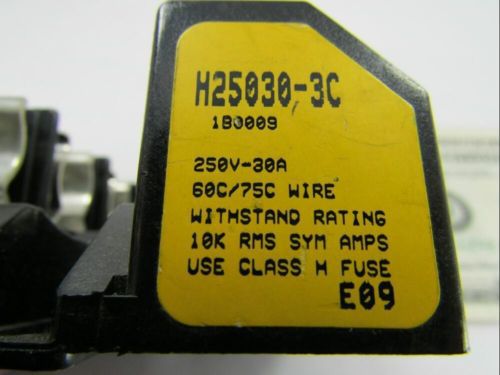 H25030-3C
1B0009
250V-30A
60C/75C WIRE
WITHSTAND RATING
10K RMS SYM AMPS
USE CLASS H FUSE
E09